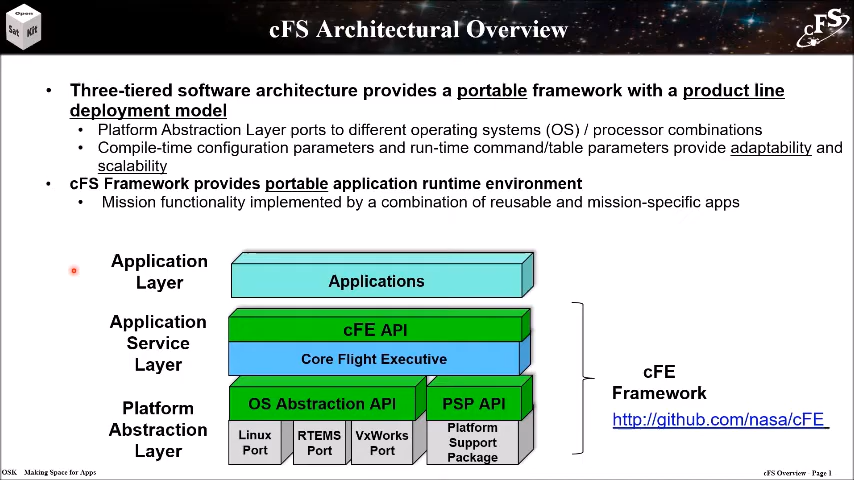 Open
Sat
Kit
cFS Architectural Overview
cFS
• Three-tiered software architecture provides a portable framework with a product line
deployment model
• Platform Abstraction Layer ports to different operating systems (OS) / processor combinations
• Compile-time configuration parameters and run-time command/table parameters provide adaptability and
scalability
• cFS Framework provides portable application runtime environment
• Mission functionality implemented by a combination of reusable and mission-specific apps
Application
Layer
Applications
Application
Service
Layer
cFE API
Core Flight Executive
Platform
Abstraction
Layer
OS Abstraction API
PSP API
Linux
Port
RTEMS
Port
VxWorks
Port
Platform
Support
Package
cFE
Framework
http://github.com/nasa/cFE
OSK Making Space for Apps
cFS Overview - Page 1